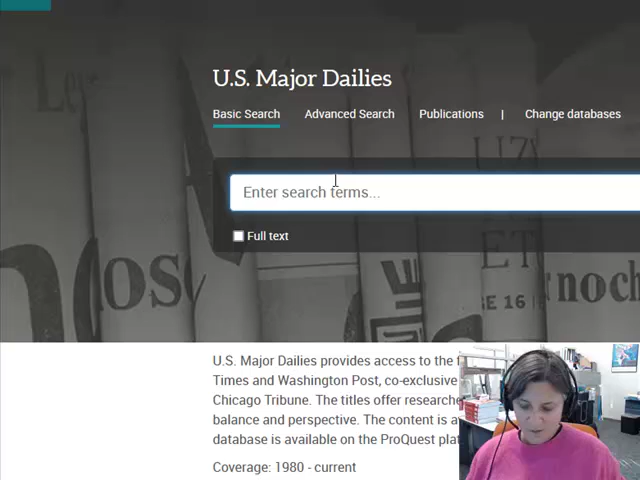 U.S. Major Dailies
Basic Search Advanced Search Publications | Change databases
Enter search terms...
Full text
U.S. Major Dailies provides access to the
Times and Washington Post, co-exclusive
Chicago Tribune. The titles offer researche
balance and perspective. The content is a
database is available on the ProQuest pla
Coverage: 1980 - current